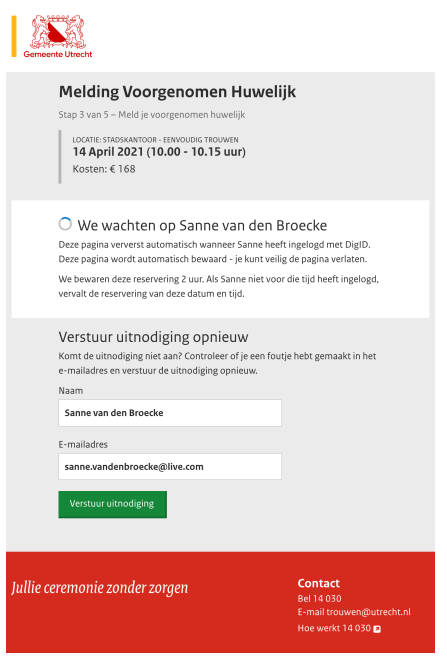 Gemeente Utrecht
Melding Voorgenomen Huwelijk
Stap 3 van 5 – Meld je voorgenomen huwelijk
LOCATIE: STADSKANTOOR - EENVOUDIG TROUWEN
14 April 2021 (10.00 - 10.15 uur)
Kosten: € 168
We wachten op Sanne van den Broecke
Deze pagina ververst automatisch wanneer Sanne heeft ingelogd met DigID.
Deze pagina wordt automatisch bewaard - je kunt veilig de pagina verlaten.
We bewaren deze reservering 2 uur. Als Sanne niet voor die tijd heeft ingelogd,
vervalt de reservering van deze datum en tijd.
Verstuur uitnodiging opnieuw
Komt de uitnodiging niet aan? Controleer of je een foutje hebt gemaakt in het
e-mailadres en verstuur de uitnodiging opnieuw.
Naam
Sanne van den Broecke
E-mailadres
sanne.vandenbroecke@live.com
Verstuur uitnodiging
Jullie ceremonie zonder zorgen
Contact
Bel 14 030
E-mail trouwen@utrecht.nl
Hoe werkt 14 030